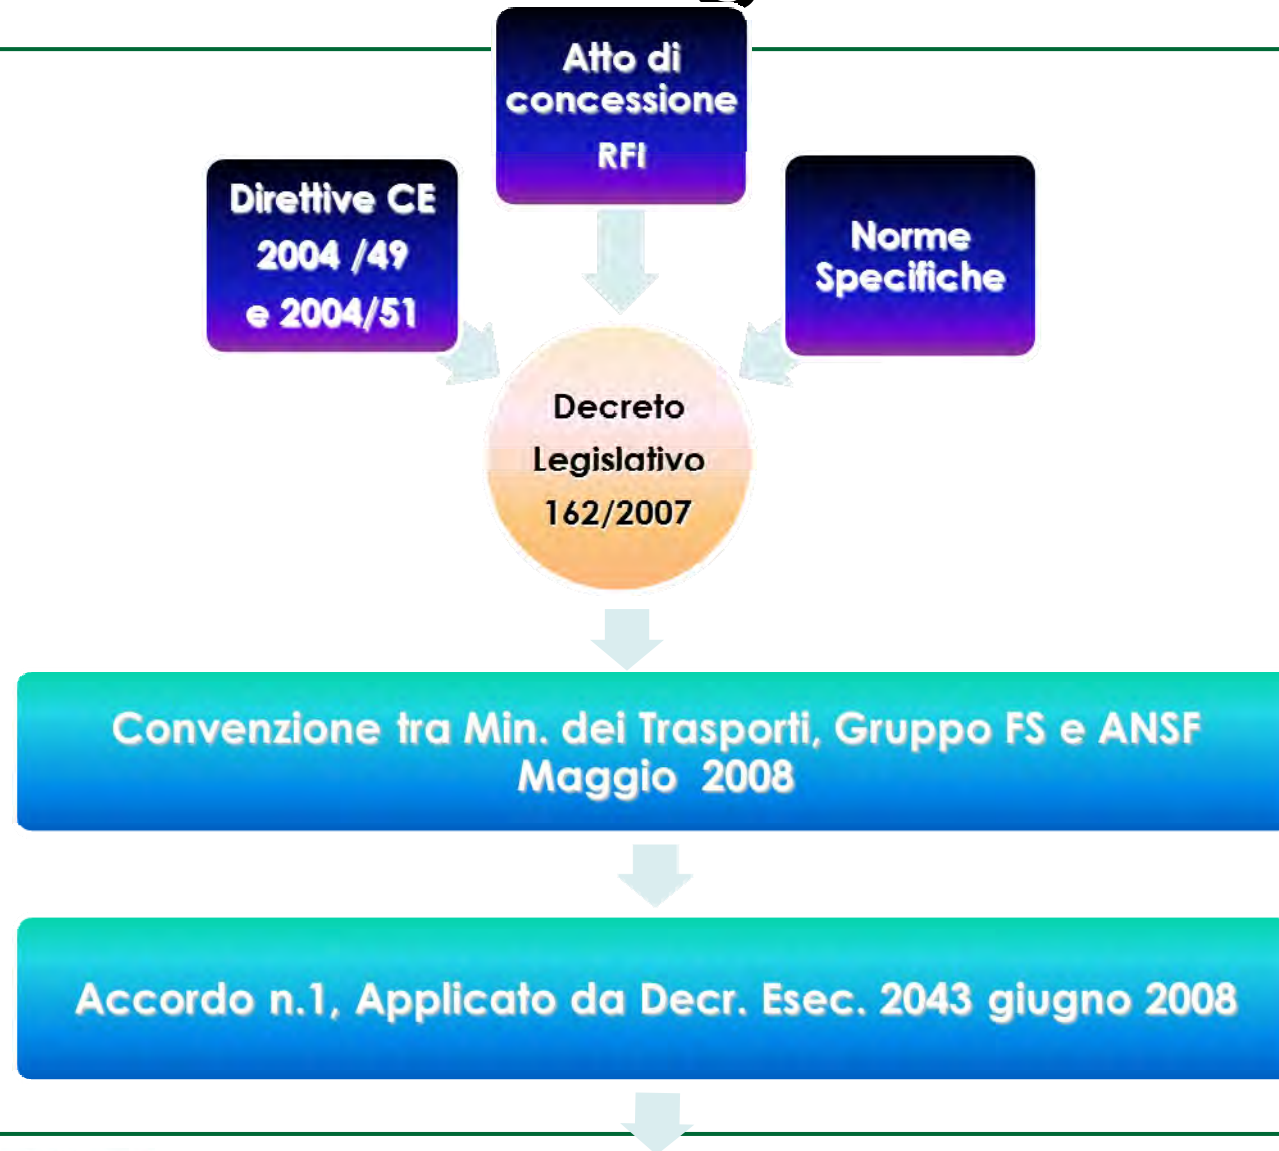 Atto di
concessione
RFI
Direttive CE
2004 /49
e 2004/51
Norme
Specifiche
Decreto
Legislativo
162/2007
Convenzione tra Min. dei Trasporti, Gruppo FS e ANSF
Maggio 2008
Accordo n.1, Applicato da Decr. Esec. 2043 giugno 2008